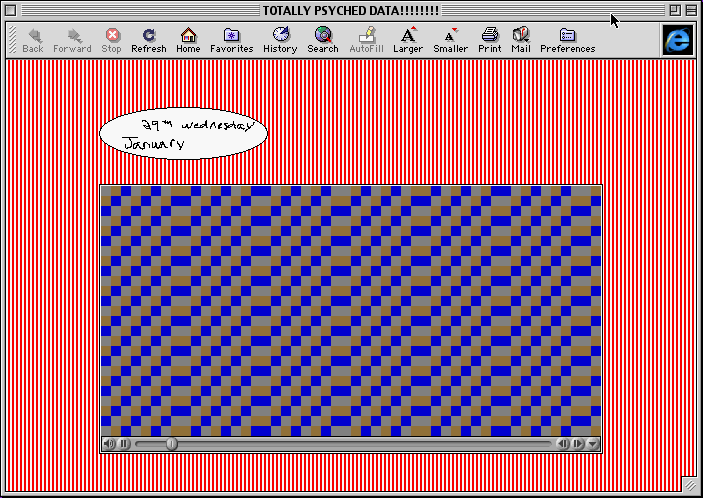 TOTALLY PSYCHED DATA!!!!!!!!
Back Forward Stop Refresh Home Favorites History Search AutoFill Larger Smaller Print Mail Preferences
29th wednesday
January